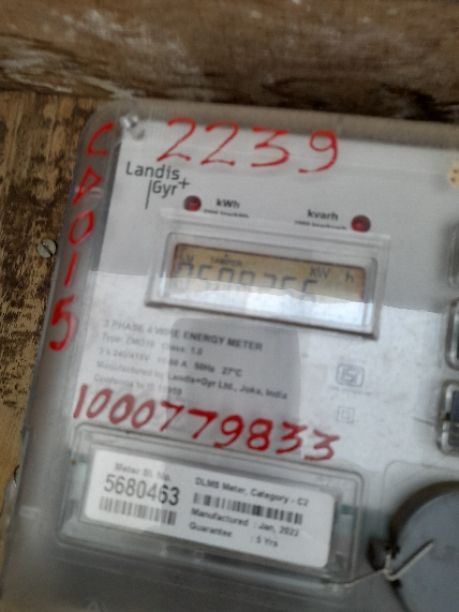 2239
CA015
Landis
Gyr+
kWh
kvarh
KW h
3 PHASE 4 WIRE ENERGY METER
Manufactured by Landis+Gyr Ltd., Joka, India
1000779833
Meter Sl. No.
5680463
DLMS Meter, Category - C2
Manufactured : Jan, 2022
Guarantee : 5 Yrs